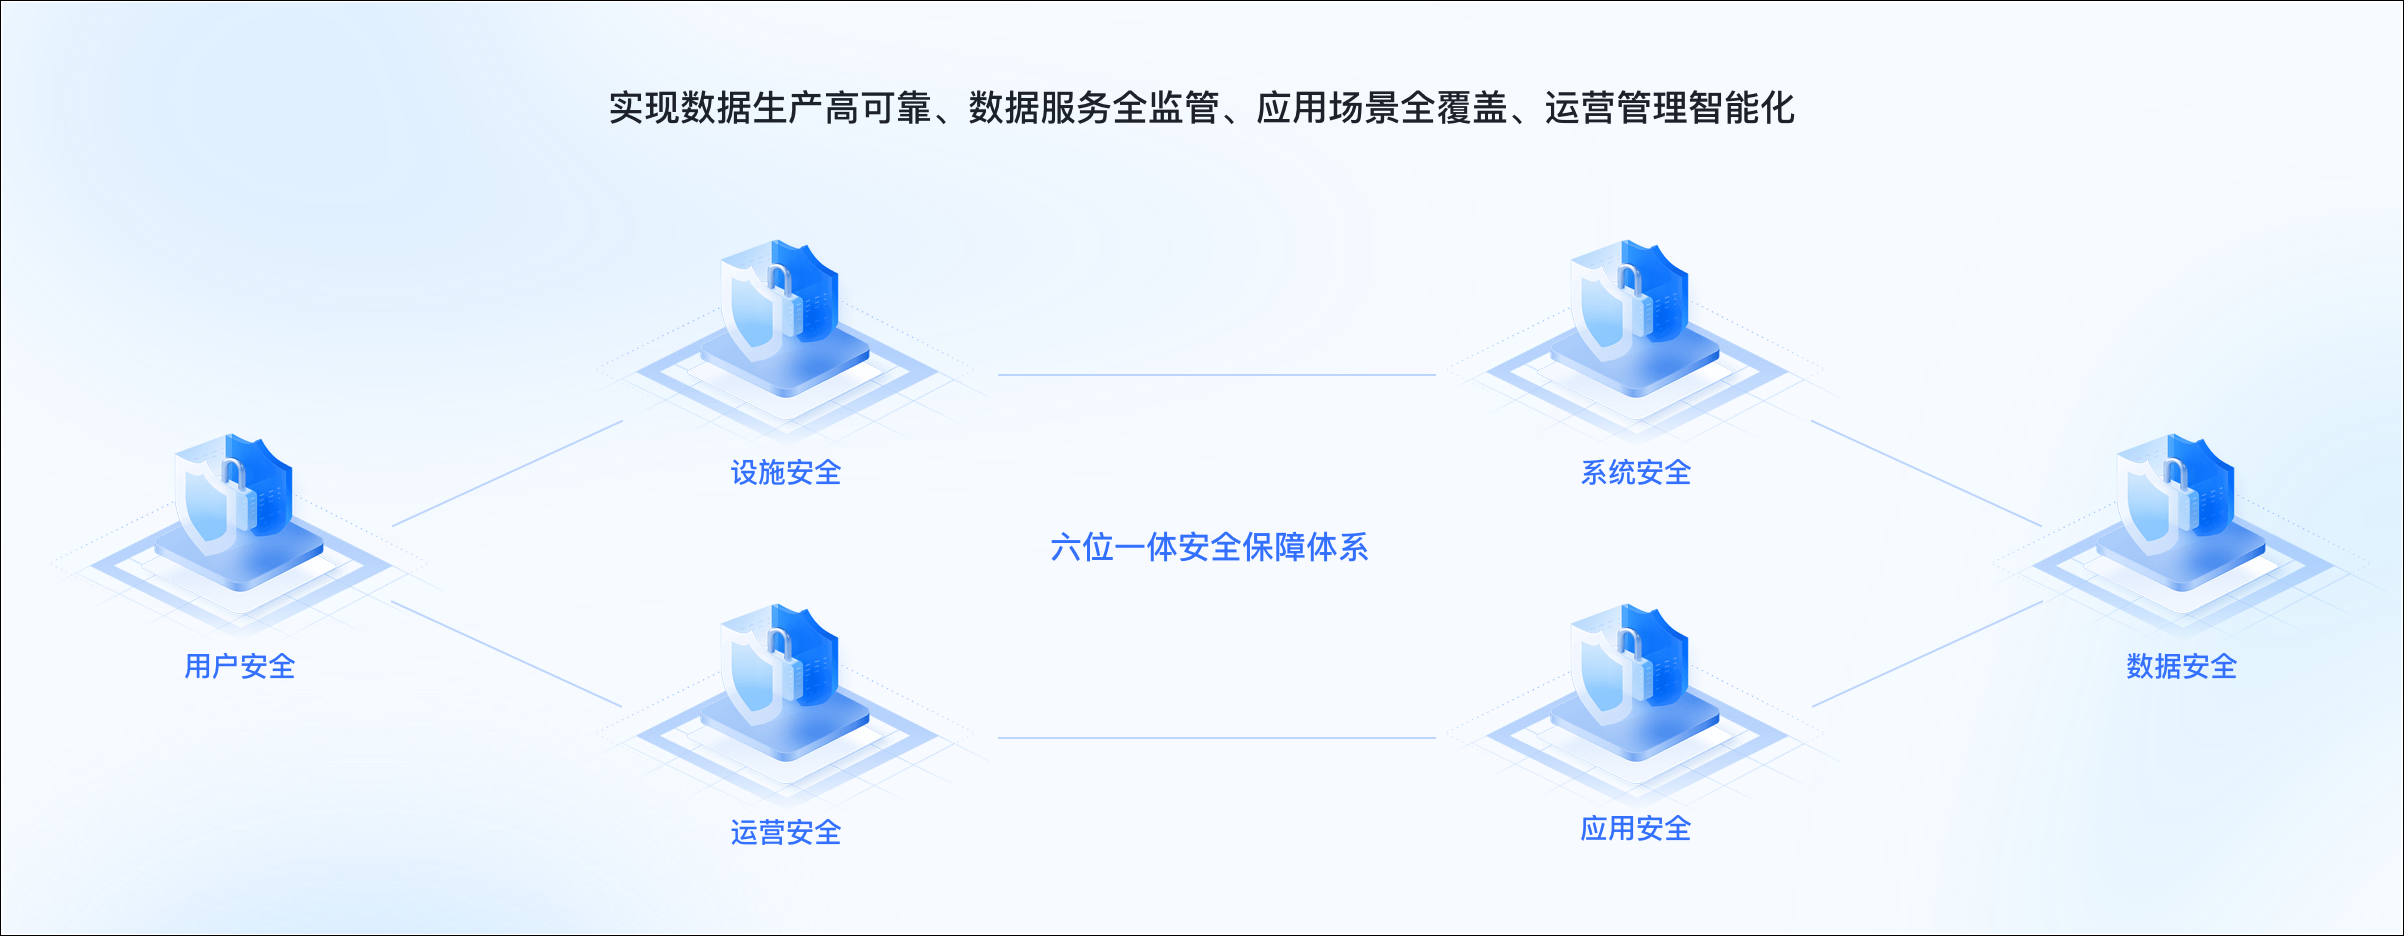 实现数据生产高可靠、数据服务全监管、应用场景全覆盖、运营管理智能化
设施安全
系统安全
六位一体安全保障体系
用户安全
数据安全
运营安全
应用安全